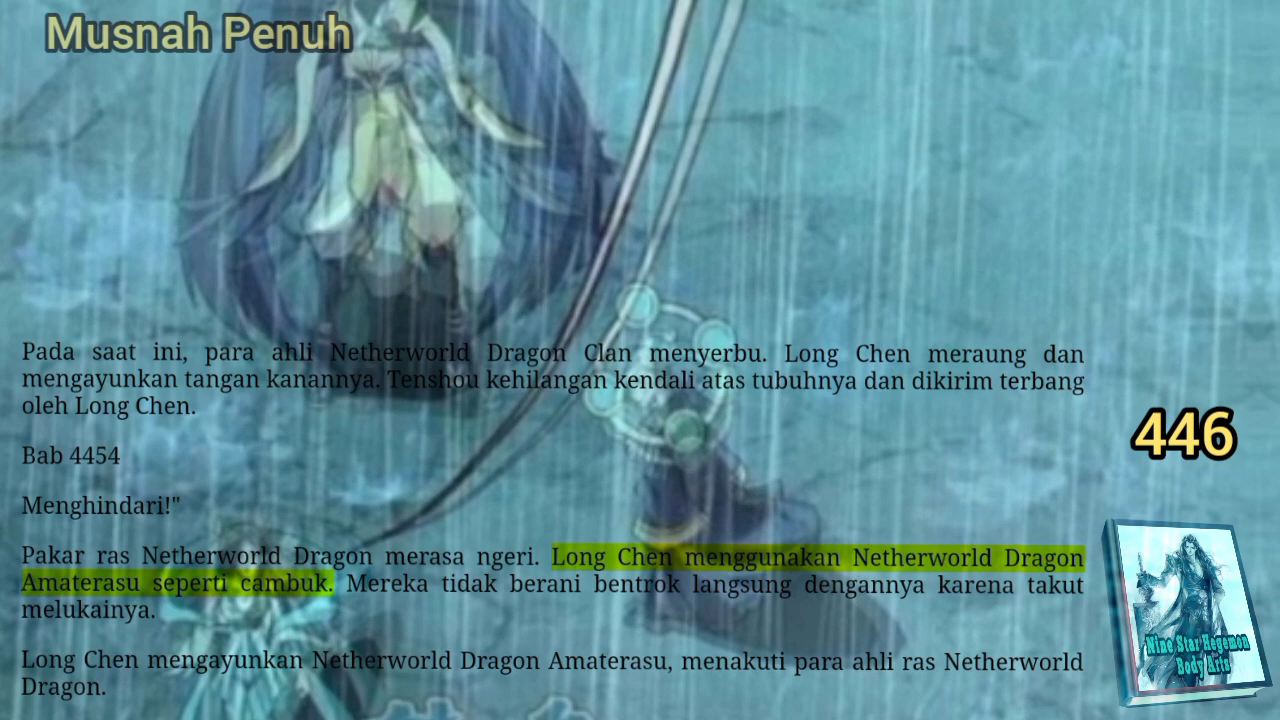 Musnah Penuh
Pada saat ini, para ahli Netherworld Dragon Clan menyerbu. Long Chen meraung dan
mengayunkan tangan kanannya. Tenshou kehilangan kendali atas tubuhnya dan dikirim terbang
oleh Long Chen.
Bab 4454
Menghindari!"
Pakar ras Netherworld Dragon merasa ngeri. Long Chen menggunakan Netherworld Dragon
Amaterasu seperti cambuk. Mereka tidak berani bentrok langsung dengannya karena takut
melukainya.
Long Chen mengayunkan Netherworld Dragon Amaterasu, menakuti para ahli ras Netherworld
Dragon.
446
Nine Star Hegemon
Body Arts